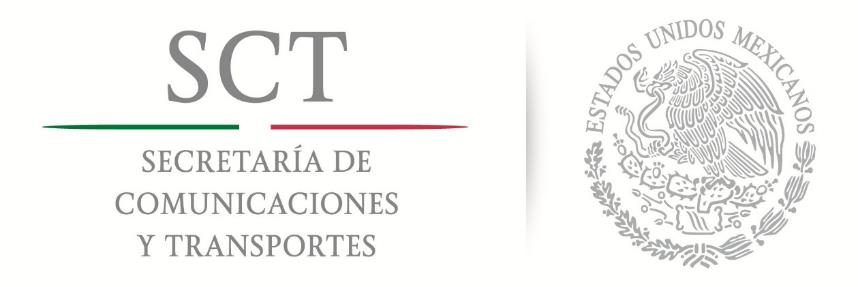 SCT
SECRETARÍA DE
COMUNICACIONES
Y TRANSPORTES
ESTADOS UNIDOS MEXICANOS